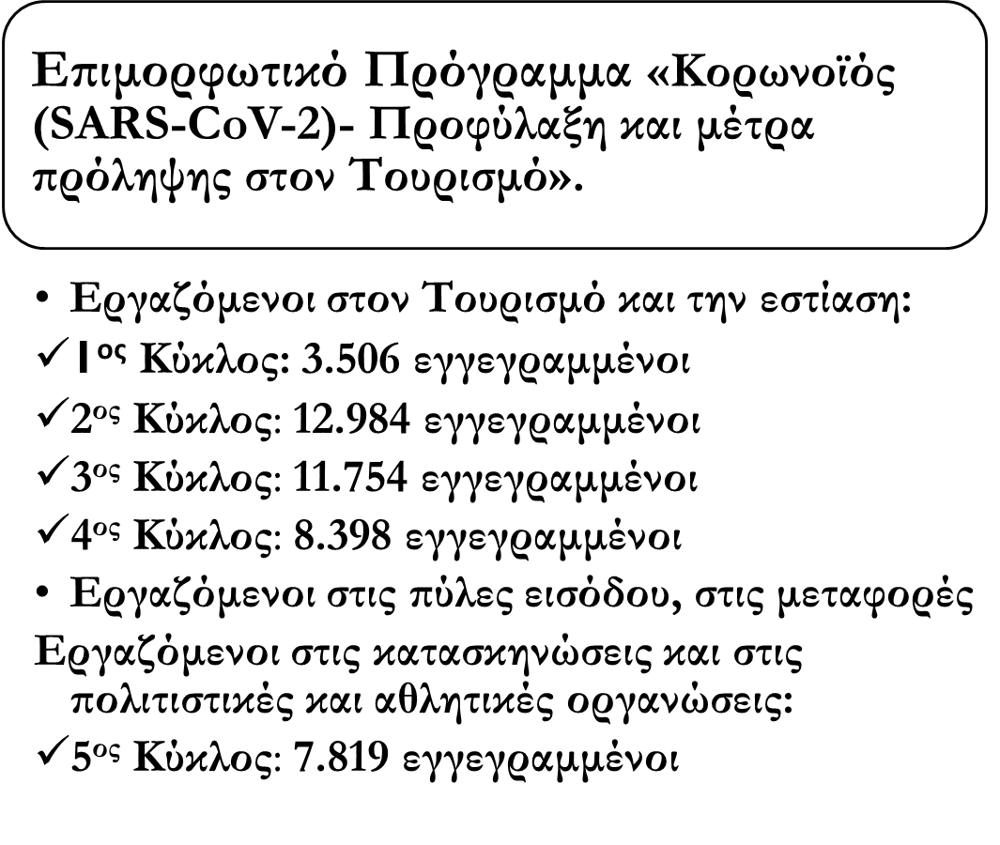 Επιμορφωτικό Πρόγραμμα «Κορωνοϊός
(SARS-CoV-2)- Προφύλαξη και μέτρα
πρόληψης στον Τουρισμό».
• Εργαζόμενοι στον Τουρισμό και την εστίαση:
✓1ος Κύκλος: 3.506 εγγεγραμμένοι
✓2ος Κύκλος: 12.984 εγγεγραμμένοι
✓3ος Κύκλος: 11.754 εγγεγραμμένοι
✓4ος Κύκλος: 8.398 εγγεγραμμένοι
• Εργαζόμενοι στις πύλες εισόδου, στις μεταφορές
Εργαζόμενοι στις κατασκηνώσεις και στις
πολιτιστικές και αθλητικές οργανώσεις:
✓5ος Κύκλος: 7.819 εγγεγραμμένοι